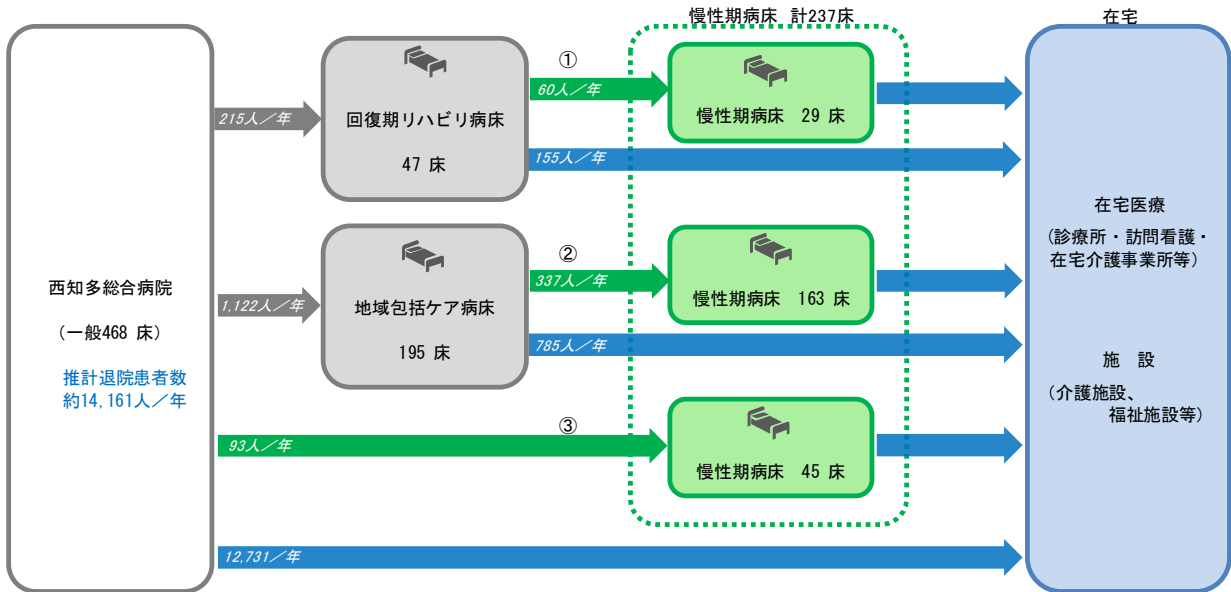 慢性期病床 計237床
在宅
西知多総合病院
（一般468 床）
推計退院患者数
約14,161人／年
215人／年
回復期リハビリ病床
47 床
①
60人／年
慢性期病床 29 床
155人／年
1,122人／年
地域包括ケア病床
195 床
②
337人／年
慢性期病床 163 床
785人／年
③
93人／年
慢性期病床 45 床
12,731／年
在宅医療
（診療所・訪問看護・
在宅介護事業所等）
施 設
（介護施設、
福祉施設等）